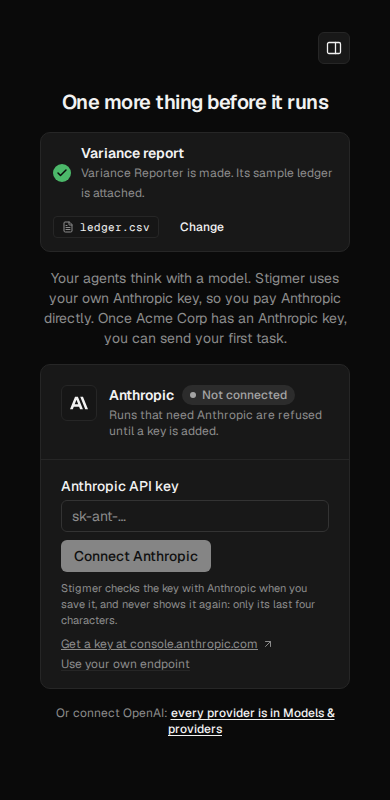 One more thing before it runs
Variance report
Variance Reporter is made. Its sample ledger
is attached.
ledger.csv
Change
Your agents think with a model. Stigmer uses
your own Anthropic key, so you pay Anthropic
directly. Once Acme Corp has an Anthropic key,
you can send your first task.
Anthropic
Not connected
Runs that need Anthropic are refused
until a key is added.
Anthropic API key
sk-ant-...
Connect Anthropic
Stigmer checks the key with Anthropic when you
save it, and never shows it again: only its last four
characters.
Get a key at console.anthropic.com
Use your own endpoint
Or connect OpenAI: every provider is in Models &
providers